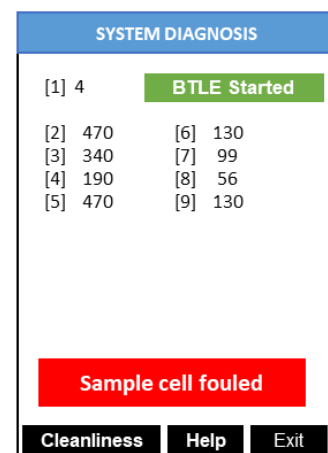 SYSTEM DIAGNOSIS
[1] 4 BTLE Started
[2] 470 [6] 130
[3] 340 [7] 99
[4] 190 [8] 56
[5] 470 [9] 130
Sample cell fouled
Cleanliness Help Exit